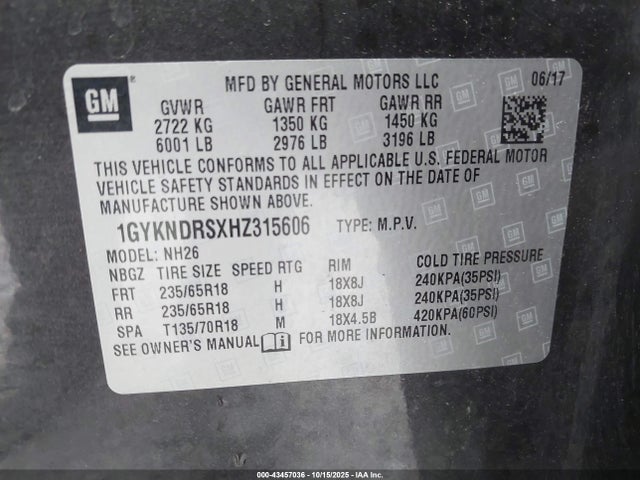 GM
MFD BY GENERAL MOTORS LLC 06/17
GVWR GAWR FRT GAWR RR
2722 KG 1350 KG 1450 KG
6001 LB 2976 LB 3196 LB
THIS VEHICLE CONFORMS TO ALL APPLICABLE U.S. FEDERAL MOTOR
VEHICLE SAFETY STANDARDS IN EFFECT ON THE DATE OF
MANUFACTURE SHOWN ABOVE.
1GYKNDRSXHZ315606 TYPE: M.P.V.
MODEL: NH26
NBGZ TIRE SIZE SPEED RTG RIM COLD TIRE PRESSURE
FRT 235/65R18 H 18X8J 240KPA(35PSI)
RR 235/65R18 H 18X8J 240KPA(35PSI)
SPA T135/70R18 M 18X4.5B 420KPA(60PSI)
SEE OWNER'S MANUAL i FOR MORE INFORMATION.
000-43457036 - 10/15/2025 - IAA Inc.